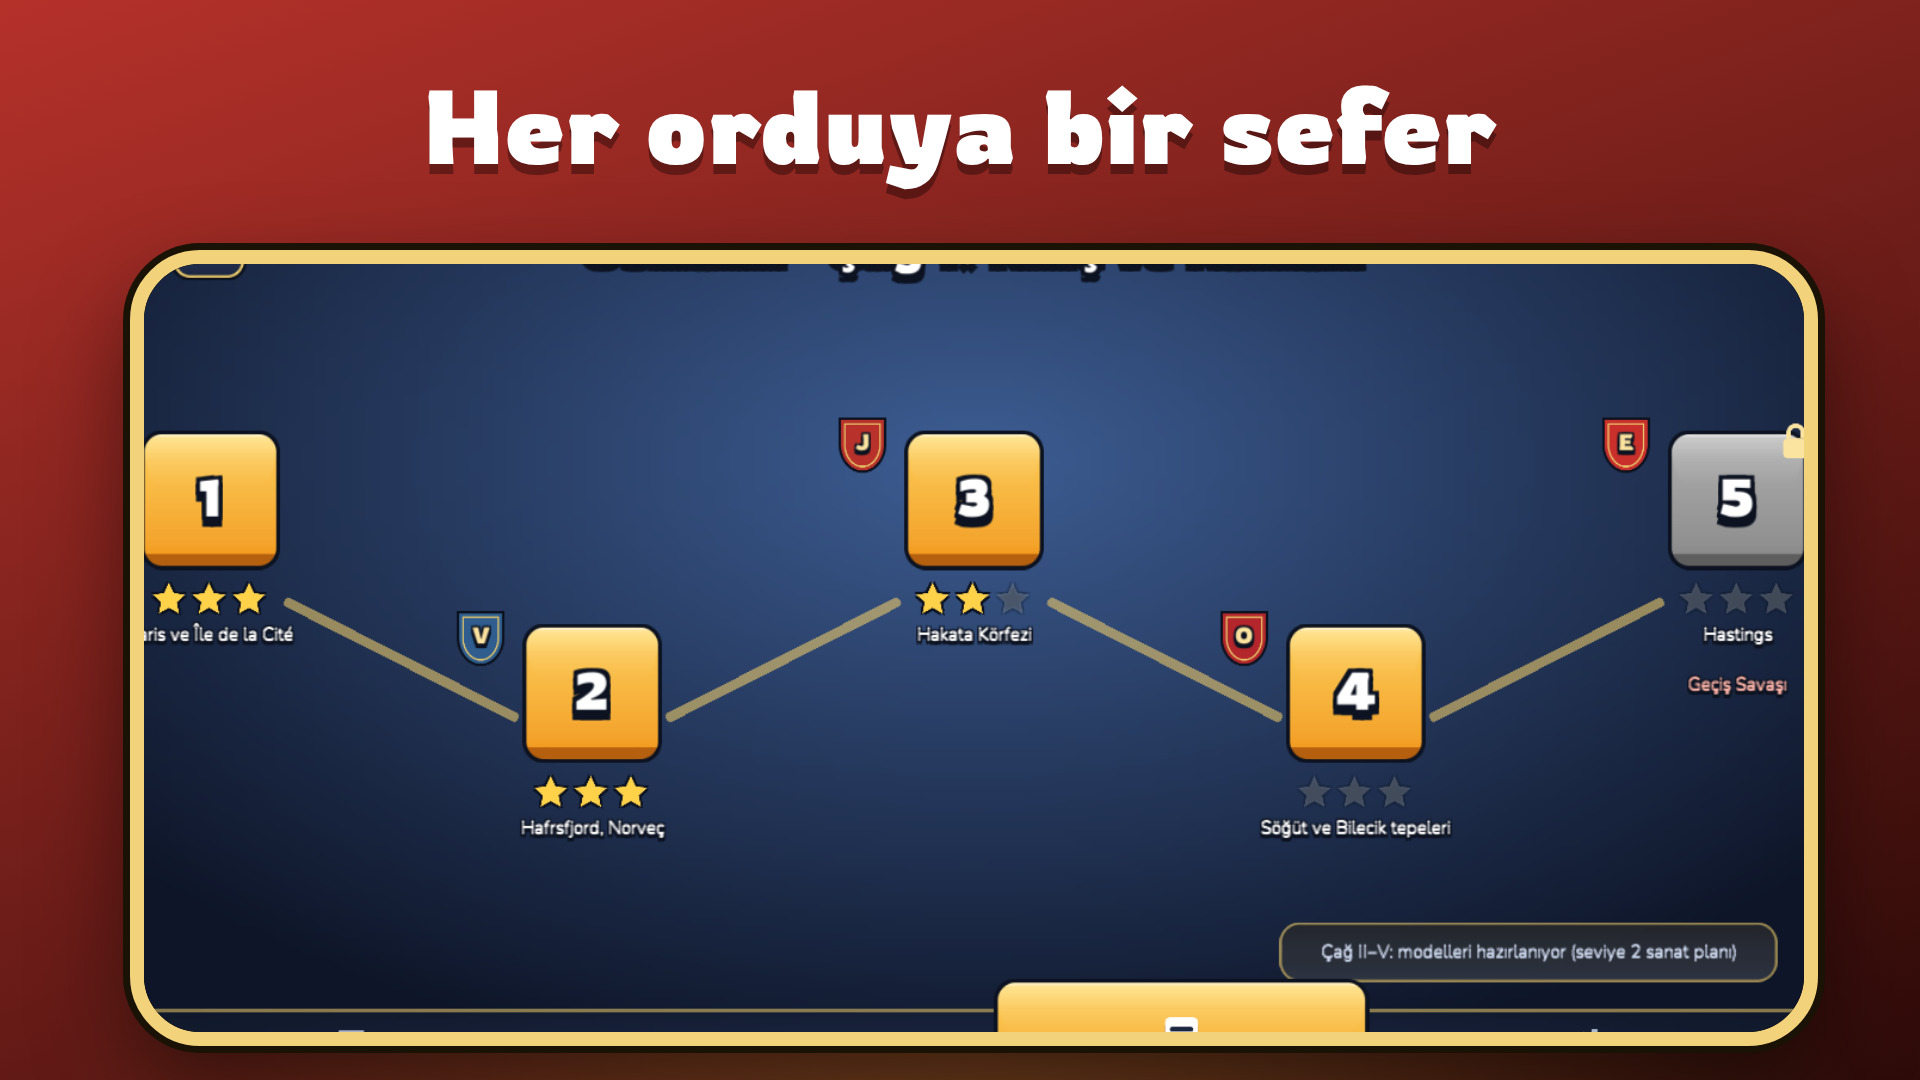 Her orduya bir sefer
J
E
1
3
5
ve Île de la Cité
V
Hakata Körfezi
O
Hastings
2
4
Geçiş Savaşı
Hafrsfjord, Norveç
Söğüt ve Bilecik tepeleri
Çağ II–V: modelleri hazırlanıyor (seviye 2 sanat planı)